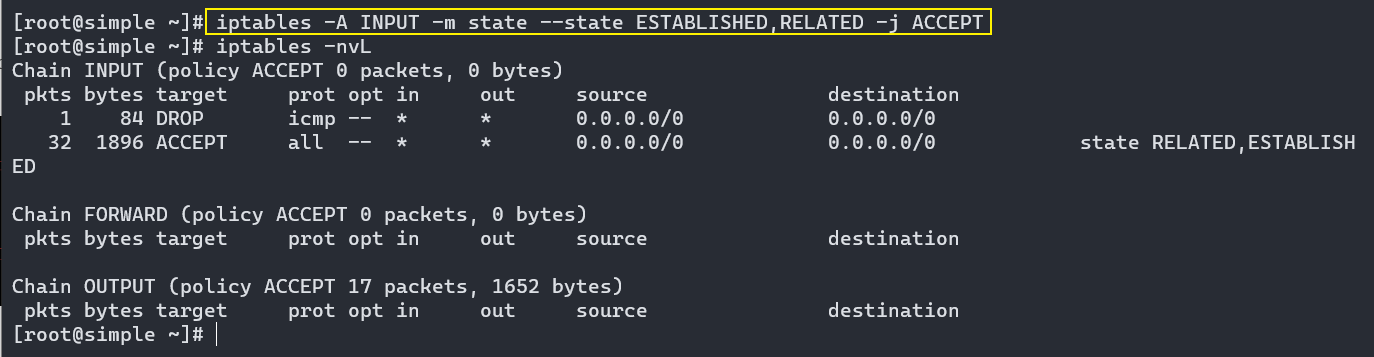 [root@simple ~]# iptables -A INPUT -m state --state ESTABLISHED,RELATED -j ACCEPT
[root@simple ~]# iptables -nvL
Chain INPUT (policy ACCEPT 0 packets, 0 bytes)
 pkts bytes target     prot opt in     out     source               destination
    1    84 DROP       icmp --  *      *       0.0.0.0/0            0.0.0.0/0
   32  1896 ACCEPT     all  --  *      *       0.0.0.0/0            0.0.0.0/0            state RELATED,ESTABLISH
ED
Chain FORWARD (policy ACCEPT 0 packets, 0 bytes)
 pkts bytes target     prot opt in     out     source               destination
Chain OUTPUT (policy ACCEPT 17 packets, 1652 bytes)
 pkts bytes target     prot opt in     out     source               destination
[root@simple ~]#